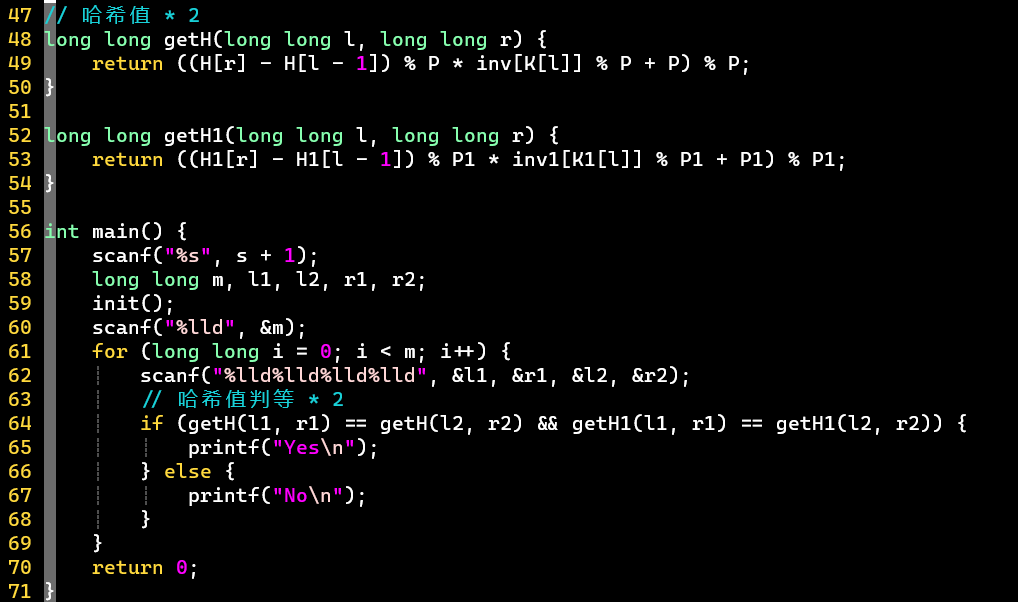 47 // 哈希值 * 2
48 long long getH(long long l, long long r) {
49     return ((H[r] - H[l - 1]) % P * inv[K[l]] % P + P) % P;
50 }
51
52 long long getH1(long long l, long long r) {
53     return ((H1[r] - H1[l - 1]) % P1 * inv1[K1[l]] % P1 + P1) % P1;
54 }
55
56 int main() {
57     scanf("%s", s + 1);
58     long long m, l1, l2, r1, r2;
59     init();
60     scanf("%lld", &m);
61     for (long long i = 0; i < m; i++) {
62         scanf("%lld%lld%lld%lld", &l1, &r1, &l2, &r2);
63         // 哈希值判等 * 2
64         if (getH(l1, r1) == getH(l2, r2) && getH1(l1, r1) == getH1(l2, r2)) {
65             printf("Yes\n");
66         } else {
67             printf("No\n");
68         }
69     }
70     return 0;
71 }